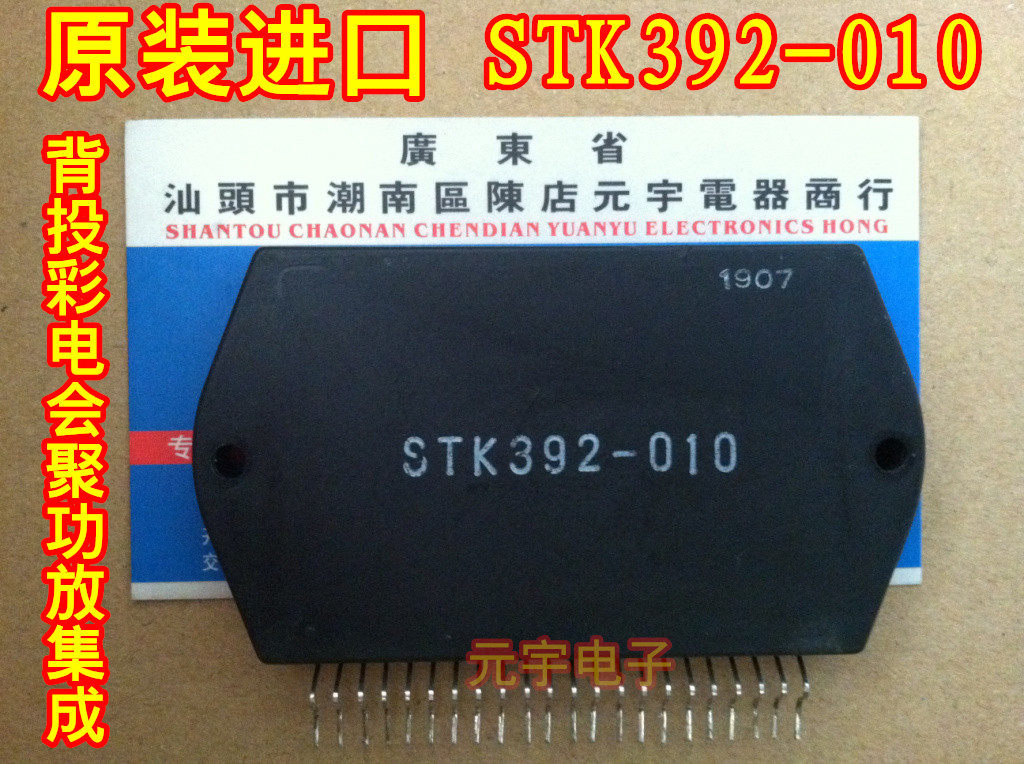 原装进口 STK392-010
背投彩电会聚功放集成
廣東省
汕頭市潮南區陳店元宇電器商行
SHANTOU CHAONAN CHENDIAN YUANYU ELECTRONICS HONG
1907
STK392-010
专
交
元宇电子